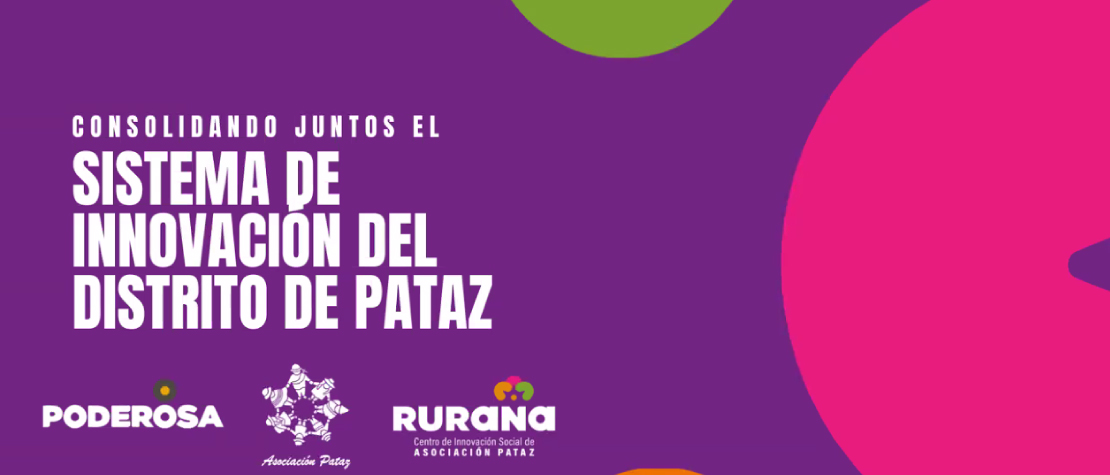 CONSOLIDANDO JUNTOS EL
SISTEMA DE
INNOVACIÓN DEL
DISTRITO DE PATAZ
PODEROSA
Asociación Pataz
RURana
Centro de Innovación Social de
ASOCIACIÓN PATAZ